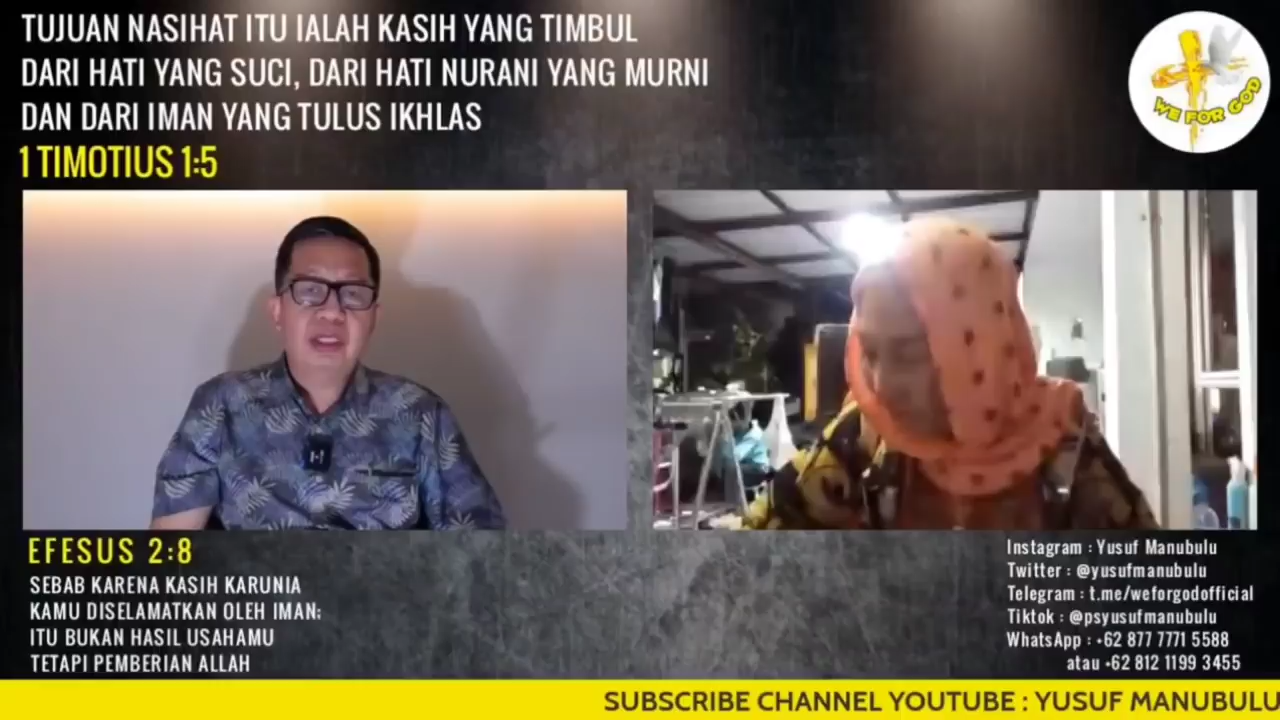 TUJUAN NASIHAT ITU IALAH KASIH YANG TIMBUL
DARI HATI YANG SUCI, DARI HATI NURANI YANG MURNI
DAN DARI IMAN YANG TULUS IKHLAS
1 TIMOTIUS 1:5
WE FOR GOD
EFESUS 2:8
SEBAB KARENA KASIH KARUNIA
KAMU DISELAMATKAN OLEH IMAN;
ITU BUKAN HASIL USAHAMU
TETAPI PEMBERIAN ALLAH
Instagram : Yusuf Manubulu
Twitter : @yusufmanubulu
Telegram : t.me/weforgodofficial
Tiktok : @psyusufmanubulu
WhatsApp : +62 877 7771 5588
atau +62 812 1199 3455
SUBSCRIBE CHANNEL YOUTUBE : YUSUF MANUBULU